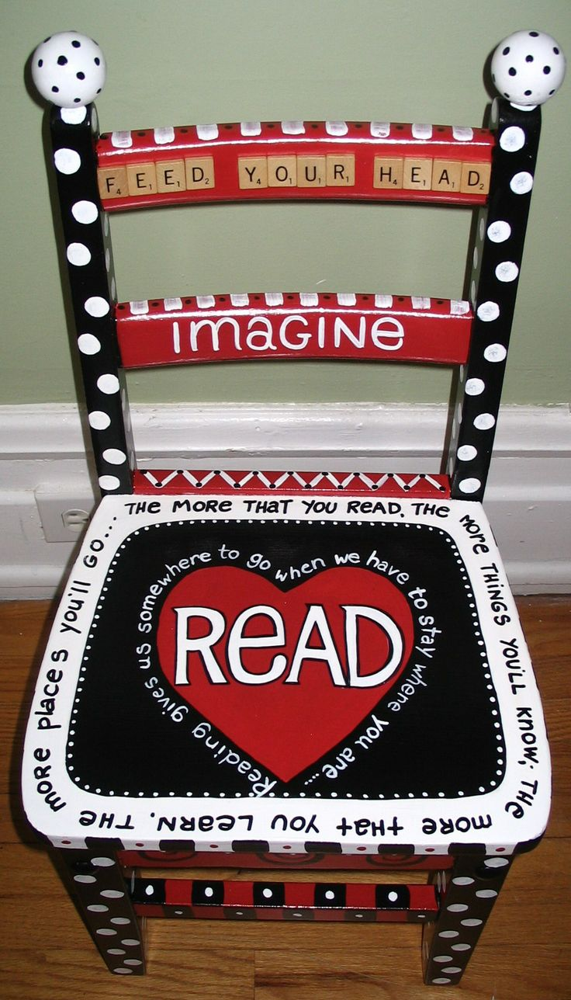 FEED YOUR HEAD
imaGiNe
THE MORE THAT YOU ReAD, THE MORe THINGS YOU'LL KNOW; THE moRe tHat YOU LeaRN, THe moRe places you'll GO...
Reading gives us somewhere to go when we have to stay where you are...
ReAD